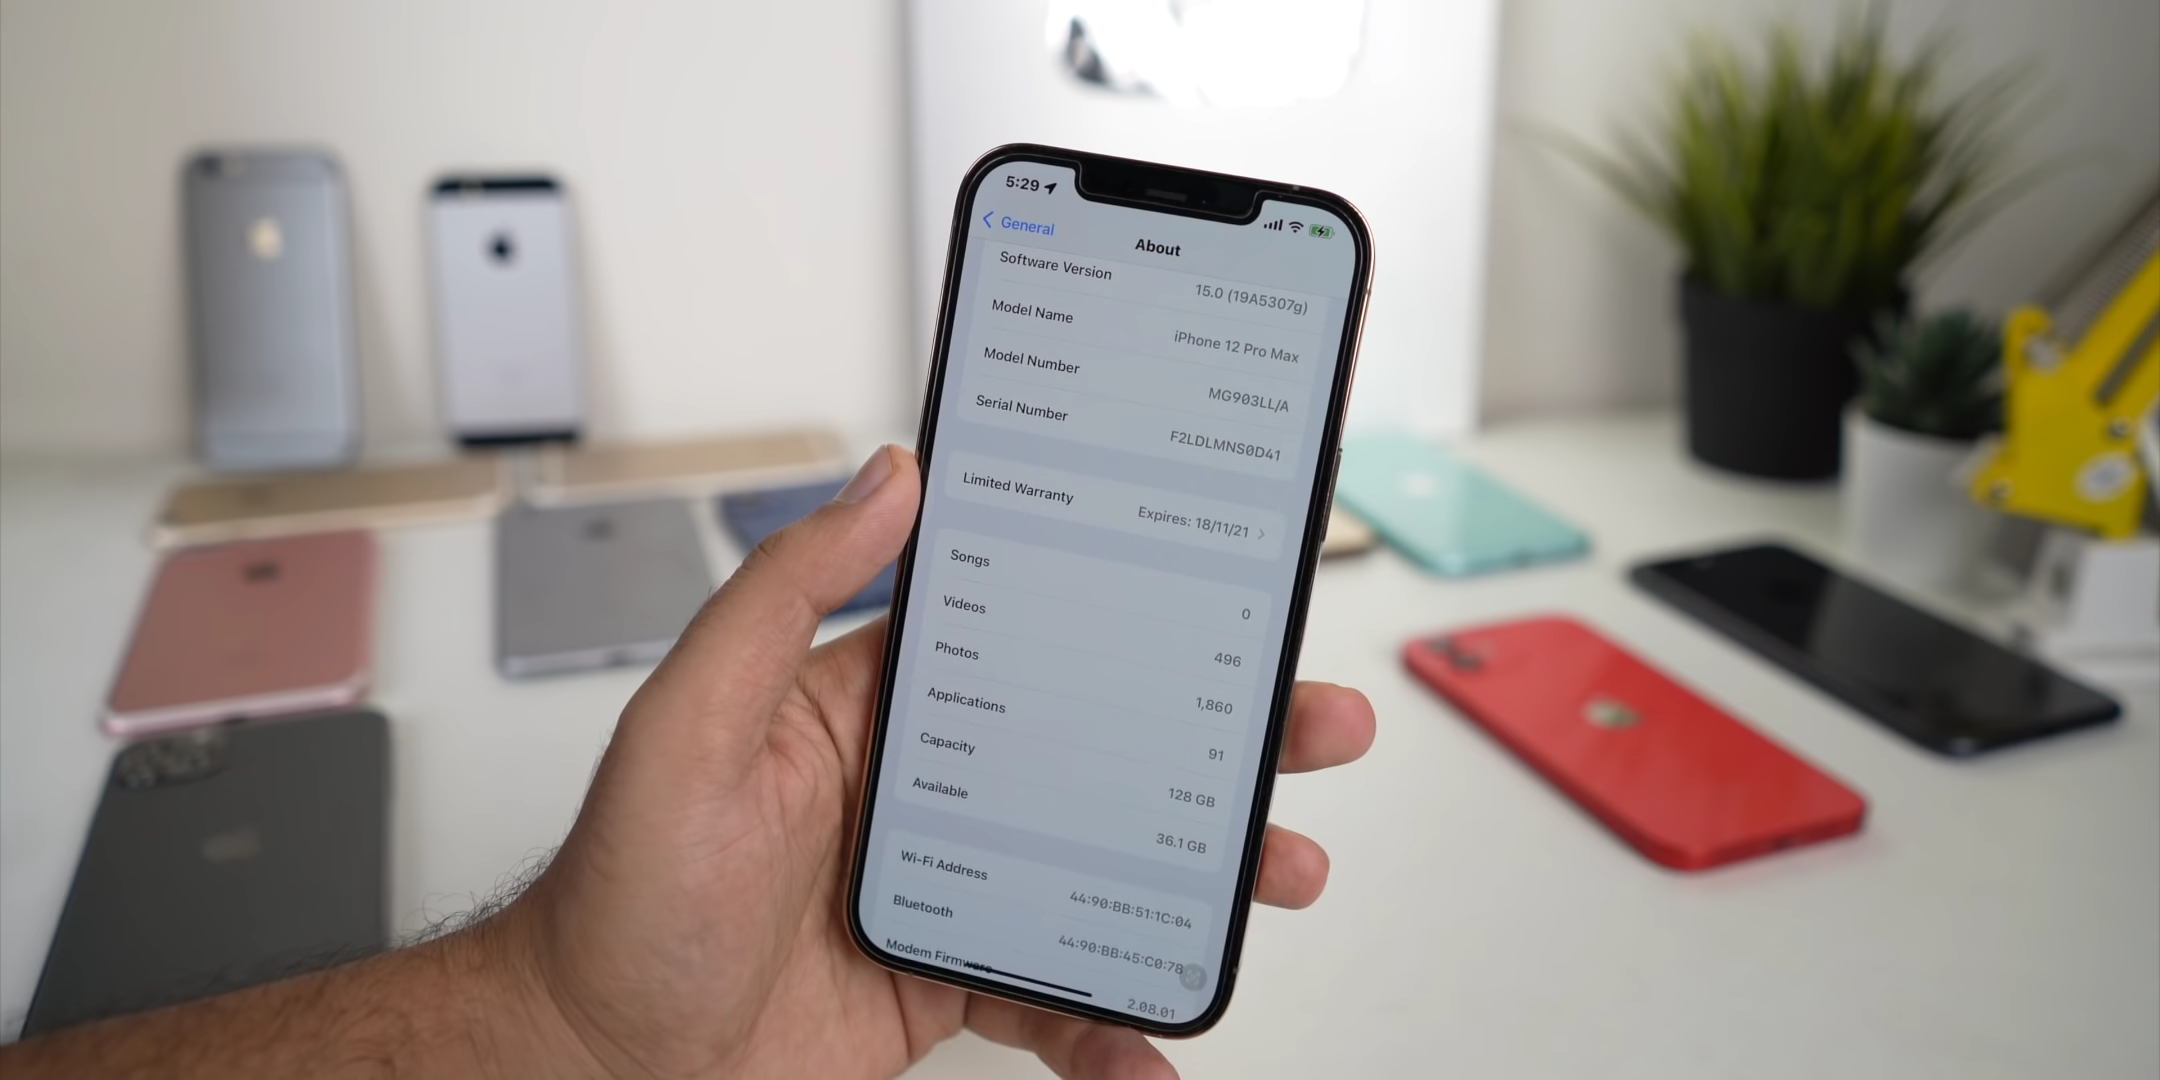 5:29
General
About
Software Version 15.0 (19A5307g)
Model Name iPhone 12 Pro Max
Model Number MG903LL/A
Serial Number F2LDLMNS0D41
Limited Warranty Expires: 18/11/21
Songs 0
Videos 496
Photos 1,860
Applications 91
Capacity 128 GB
Available 36.1 GB
Wi-Fi Address 44:90:BB:51:1C:04
Bluetooth 44:90:BB:45:C0:78
Modem Firmware 2.08.01